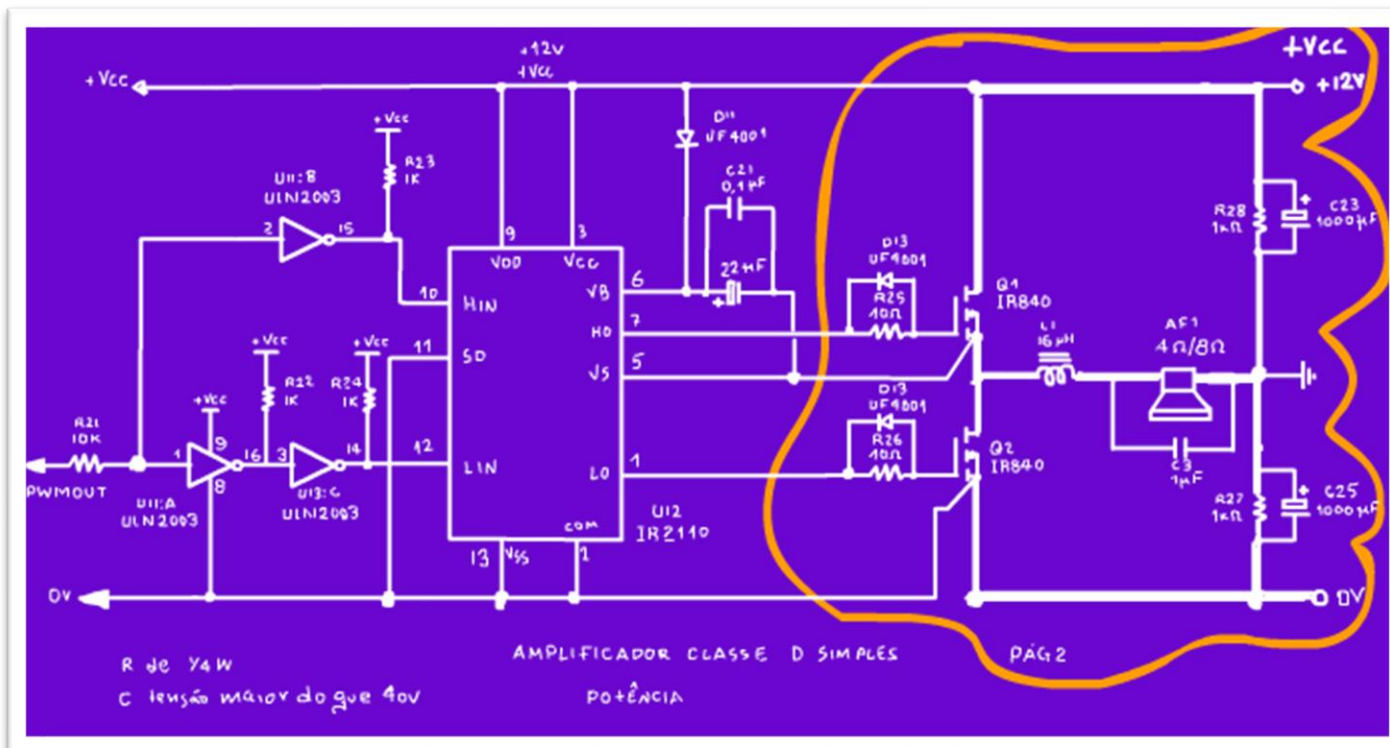 +12V
+VCC
+VCC
+VCC
+12V
D11
UF4001
+VCC
R23
1K
U11:B
ULN2003
2
15
C21
0,1µF
9
3
VDD
VCC
6
VB
22µF
+
R28
1KΩ
+
C23
1000µF
D13
UF4001
R25
10Ω
Q1
IR840
10
HIN
7
HO
L1
16µH
AF1
4Ω/8Ω
11
SD
5
VS
+VCC
+VCC
R22
1K
R24
1K
+VCC
D13
UF4001
R26
10Ω
Q2
IR840
R21
10K
1
9
16
3
14
12
LIN
1
LO
C3
1µF
8
PWMOUT
U11:A
ULN2003
U13:C
ULN2003
U12
IR2110
R27
1KΩ
+
C25
1000µF
13
VSS
COM
2
0V
0V
R de 1/4W
C tensão maior do que 40V
AMPLIFICADOR CLASSE D SIMPLES
POTÊNCIA
PÁG2